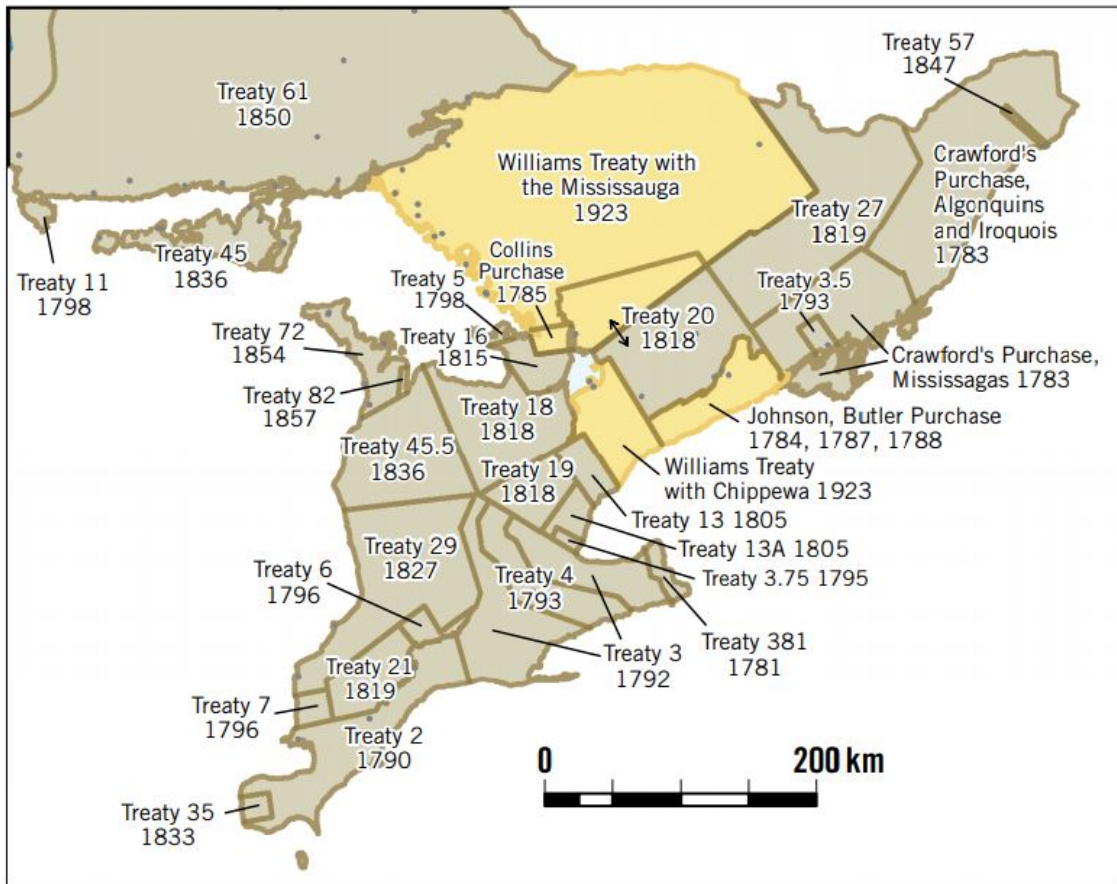 Treaty 57
1847
Treaty 61
1850
Williams Treaty with
the Mississauga
1923
Crawford's
Purchase,
Algonquins
and Iroquois
1783
Treaty 27
1819
Treaty 11
1798
Treaty 45
1836
Collins
Purchase
1785
Treaty 5
1798
Treaty 3.5
1793
Treaty 20
1818
Treaty 72
1854
Treaty 16
1815
Crawford's Purchase,
Mississagas 1783
Treaty 82
1857
Treaty 18
1818
Johnson, Butler Purchase
1784, 1787, 1788
Treaty 45.5
1836
Treaty 19
1818
Williams Treaty
with Chippewa 1923
Treaty 13 1805
Treaty 29
1827
Treaty 13A 1805
Treaty 6
1796
Treaty 4
1793
Treaty 3.75 1795
Treaty 3
1792
Treaty 381
1781
Treaty 21
1819
Treaty 7
1796
Treaty 2
1790
0 200 km
Treaty 35
1833